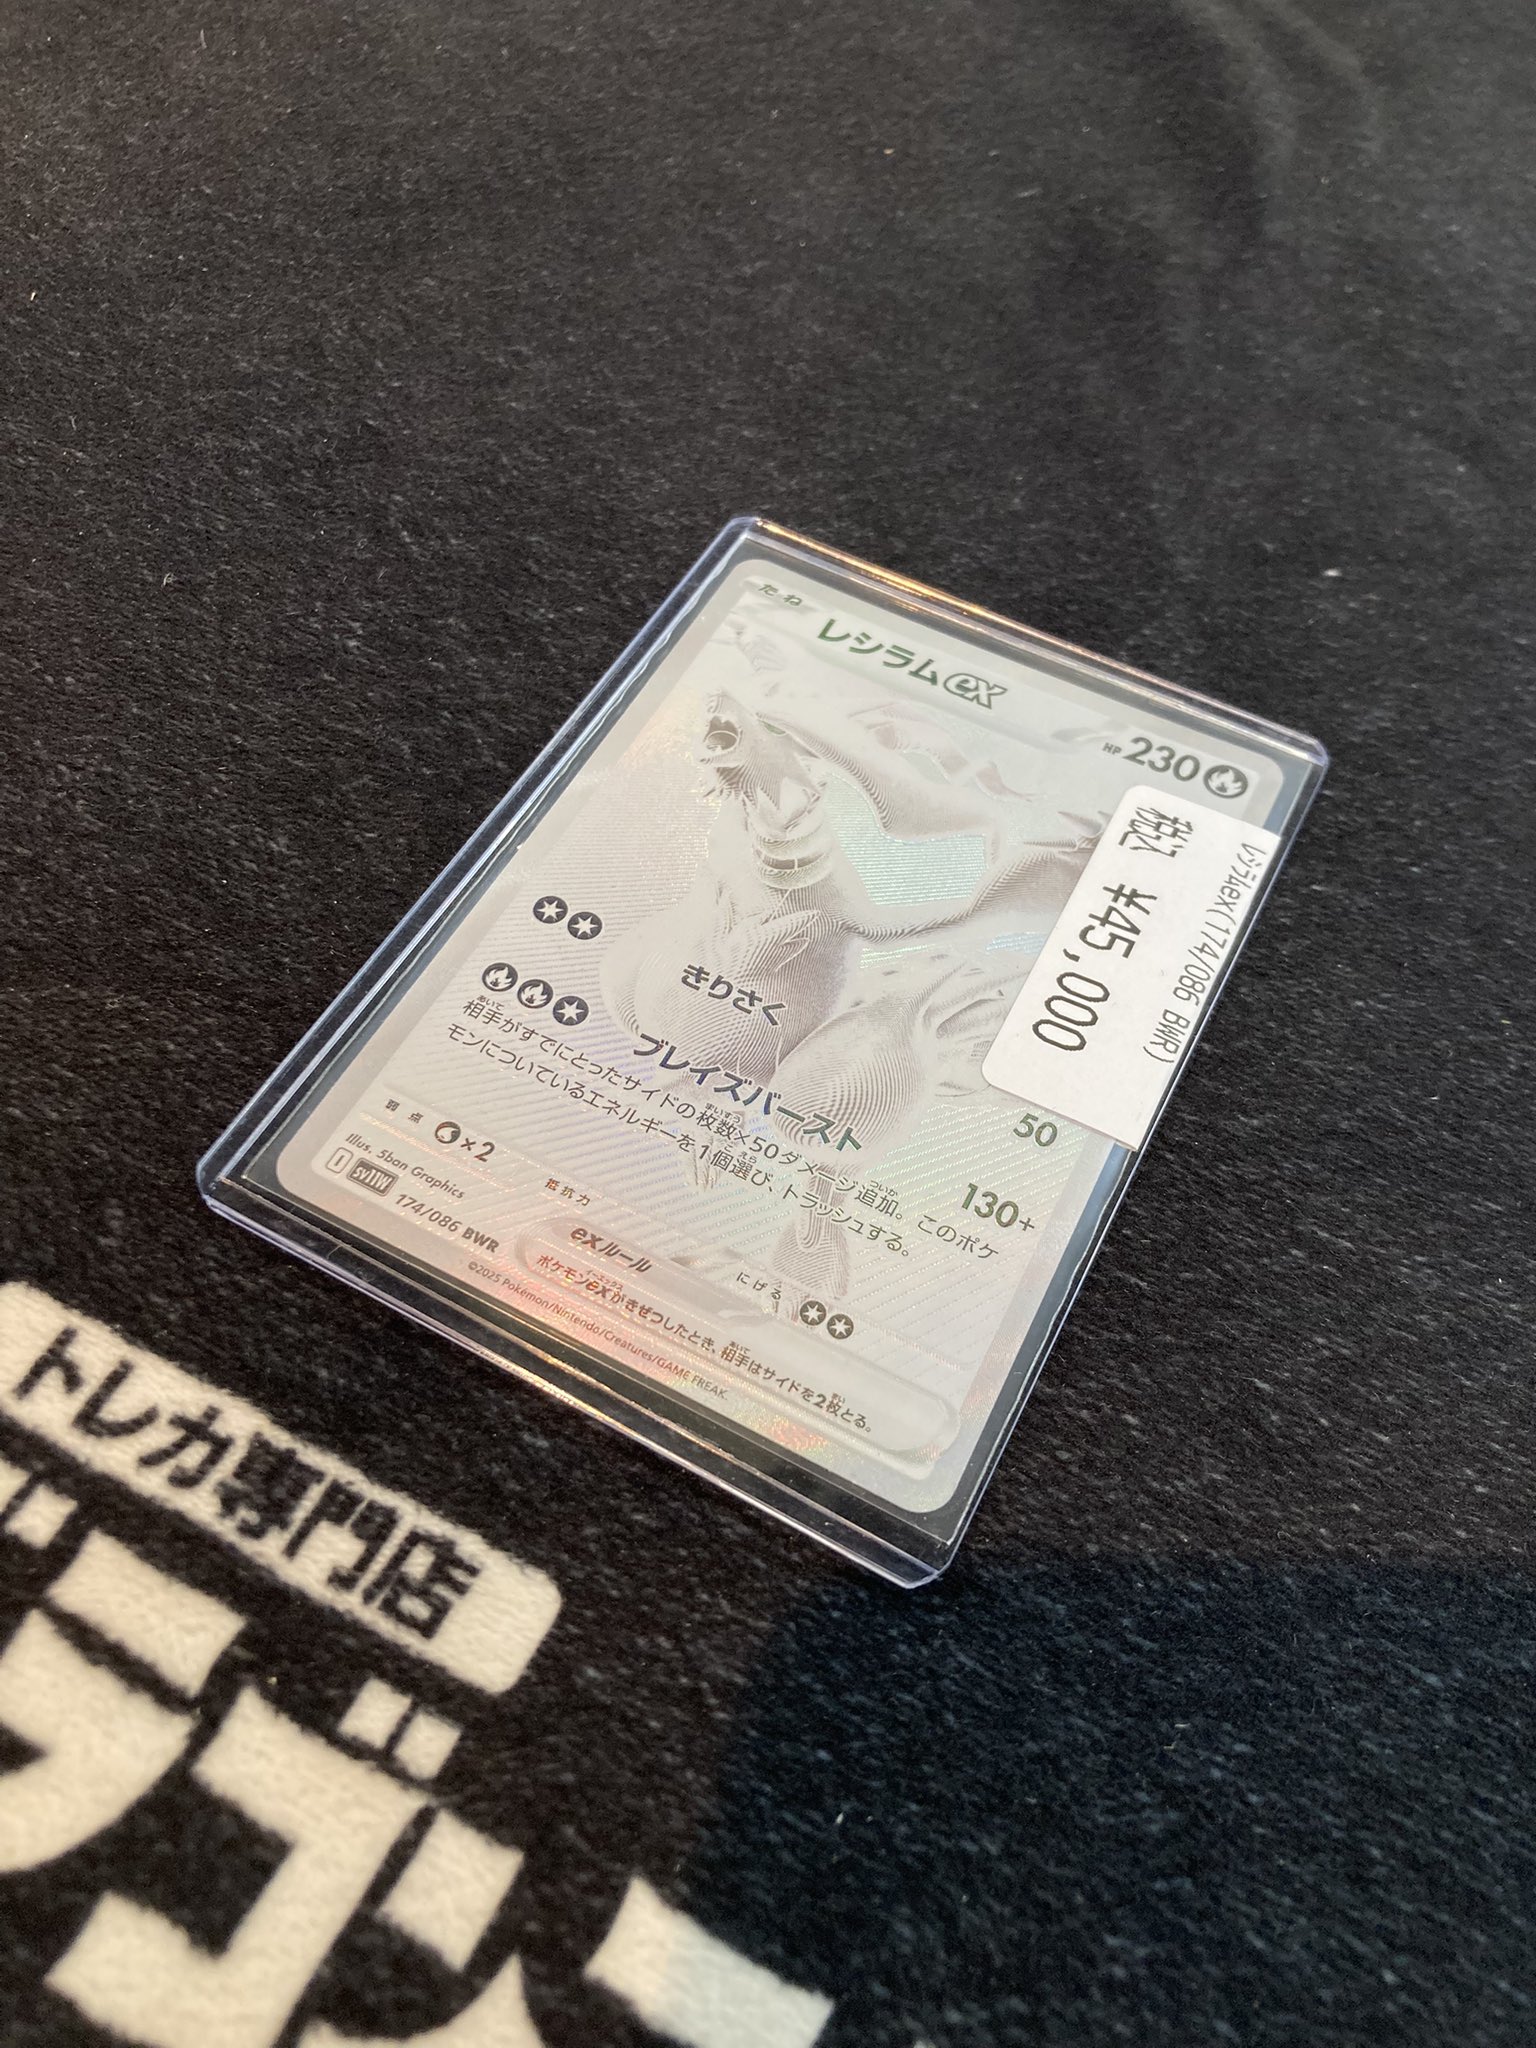 たね
レシラムex
HP 230
レシラムex(174/086 BWR)
税込 ¥45,000
きりさく
50
ブレイズバースト
130+
相手がすでにとったサイドの枚数×50ダメージ追加。このポケ
モンについているエネルギーを1個選び、トラッシュする。
弱点 ×2
抵抗力
にげる
Illus. 5ban Graphics
I SV11W 174/086 BWR
©2025 Pokémon/Nintendo/Creatures/GAME FREAK.
exルール
ポケモンexがきぜつしたとき、相手はサイドを2枚とる。
トレカ専門店